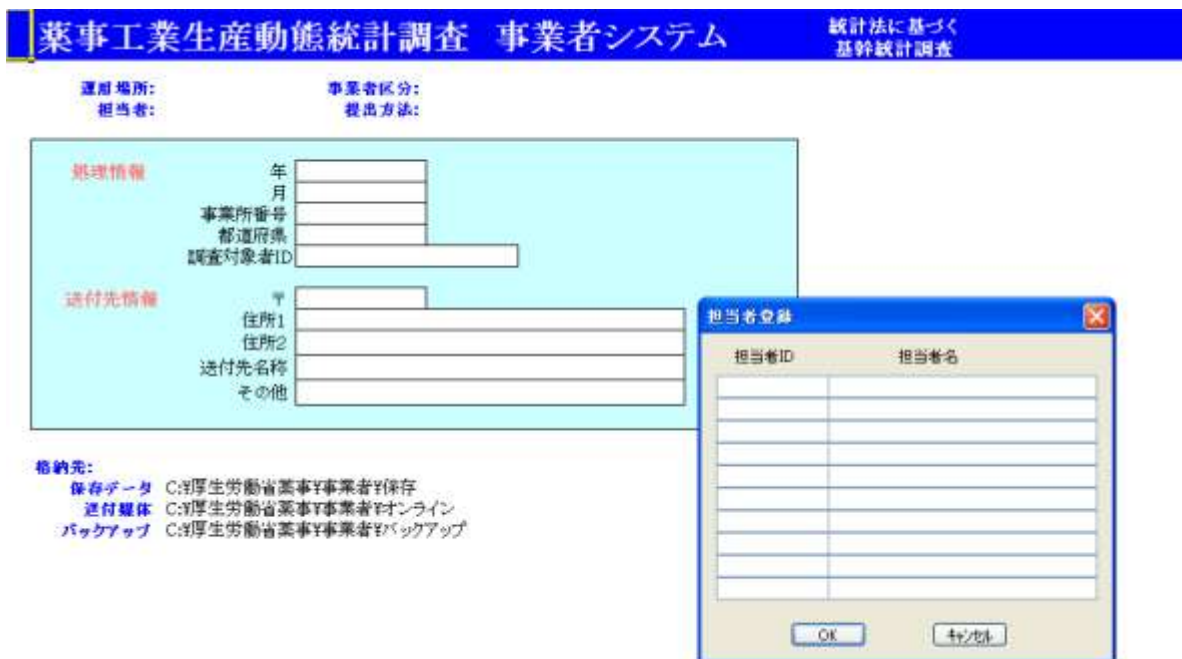 薬事工業生産動態統計調査 事業者システム
統計法に基づく
基幹統計調査
運用場所:
事業者区分:
担当者:
提出方法:
処理情報
年
月
事業所番号
都道府県
調査対象者ID
送付先情報
〒
住所1
住所2
送付先名称
その他
格納先:
保存データ C:¥厚生労働省薬事¥事業者¥保存
送付媒体 C:¥厚生労働省薬事¥事業者¥オンライン
バックアップ C:¥厚生労働省薬事¥事業者¥バックアップ
担当者登録
担当者ID 担当者名
OK キャンセル